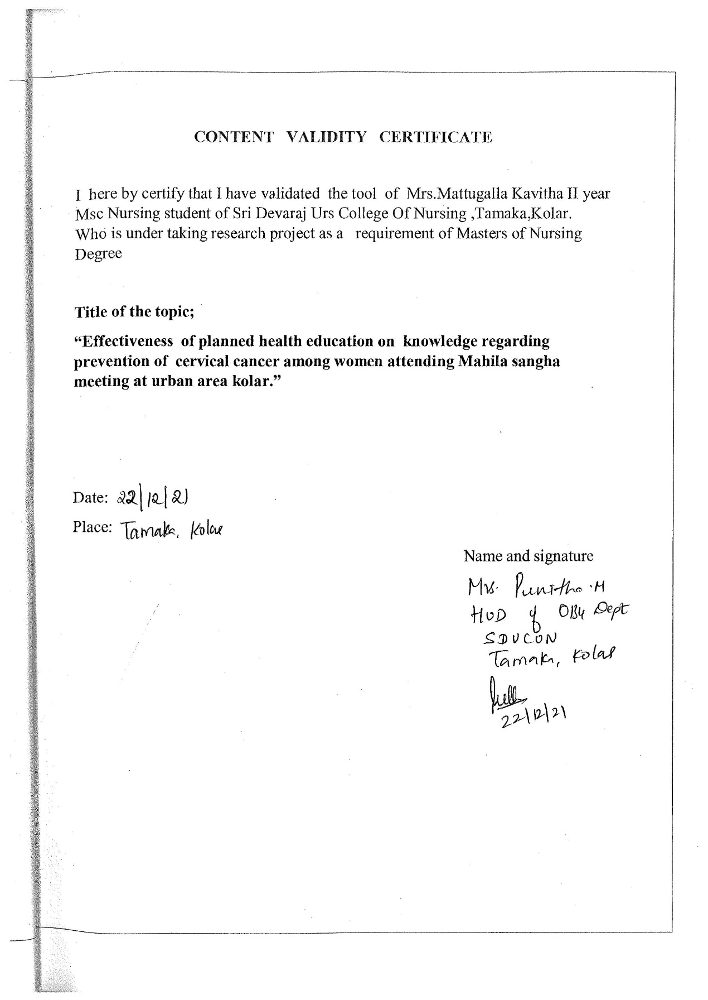 CONTENT VALIDITY CERTIFICATE
I here by certify that I have validated the tool of Mrs.Mattugalla Kavitha II year
Msc Nursing student of Sri Devaraj Urs College Of Nursing ,Tamaka,Kolar.
Who is under taking research project as a requirement of Masters of Nursing
Degree
Title of the topic;
“Effectiveness of planned health education on knowledge regarding
prevention of cervical cancer among women attending Mahila sangha
meeting at urban area kolar.”
Date: 22/12/21
Place: Tamaka, Kolar
Name and signature
Mrs. Punitha .M
HOD of OBG Dept
SDUCON
Tamaka, Kolar
22/12/21